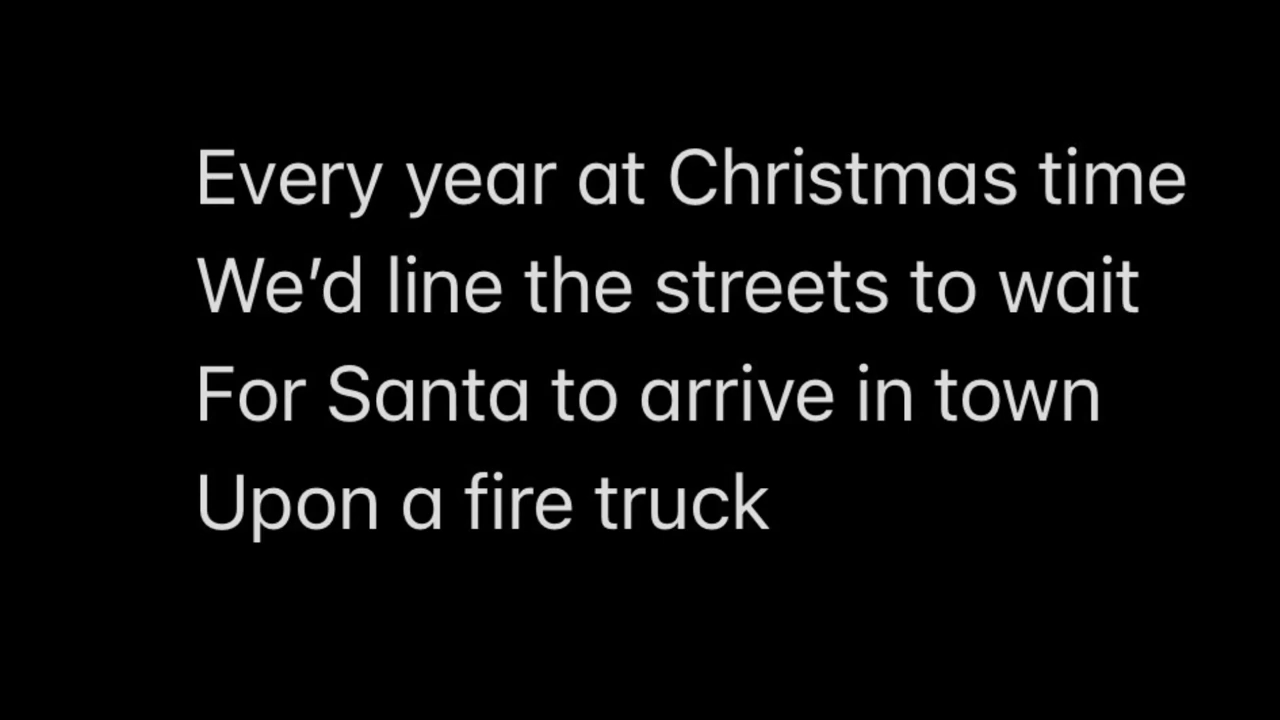 Every year at Christmas time
We’d line the streets to wait
For Santa to arrive in town
Upon a fire truck